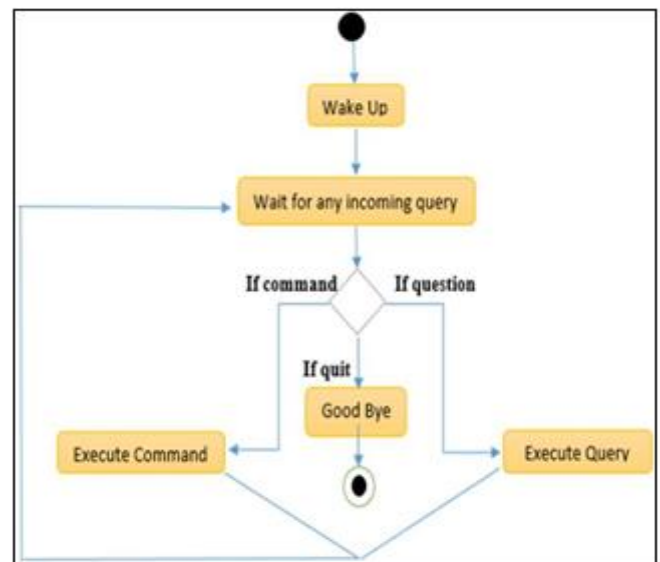 Wake Up
Wait for any incoming query
If command
If question
If quit
Good Bye
Execute Command
Execute Query